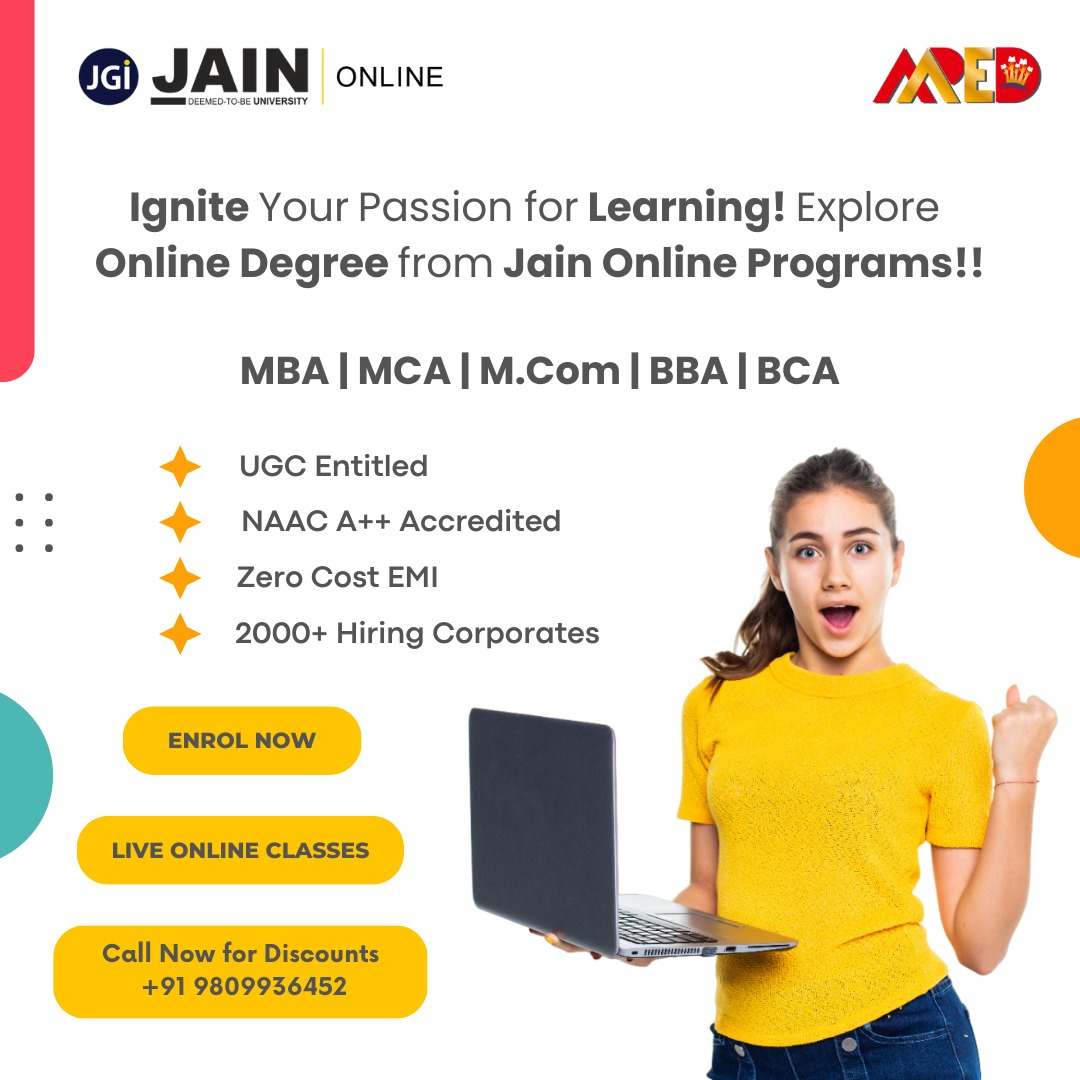 JGi JAIN ONLINE
DEEMED-TO-BE UNIVERSITY
MPED
Ignite Your Passion for Learning! Explore
Online Degree from Jain Online Programs!!
MBA | MCA | M.Com | BBA | BCA
UGC Entitled
NAAC A++ Accredited
Zero Cost EMI
2000+ Hiring Corporates
ENROL NOW
LIVE ONLINE CLASSES
Call Now for Discounts
+91 9809936452